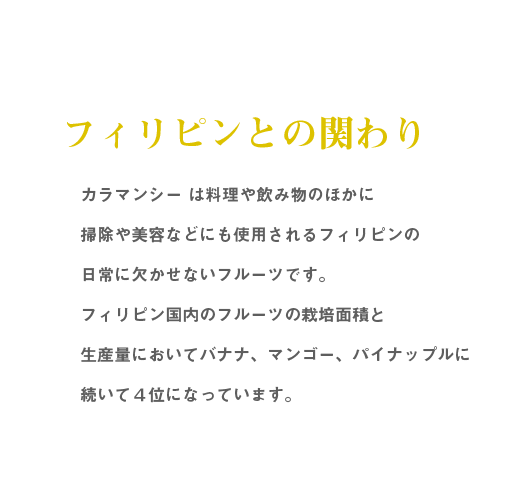 フィリピンとの関わり
カラマンシー は料理や飲み物のほかに
掃除や美容などにも使用されるフィリピンの
日常に欠かせないフルーツです。
フィリピン国内のフルーツの栽培面積と
生産量においてバナナ、マンゴー、パイナップルに
続いて４位になっています。